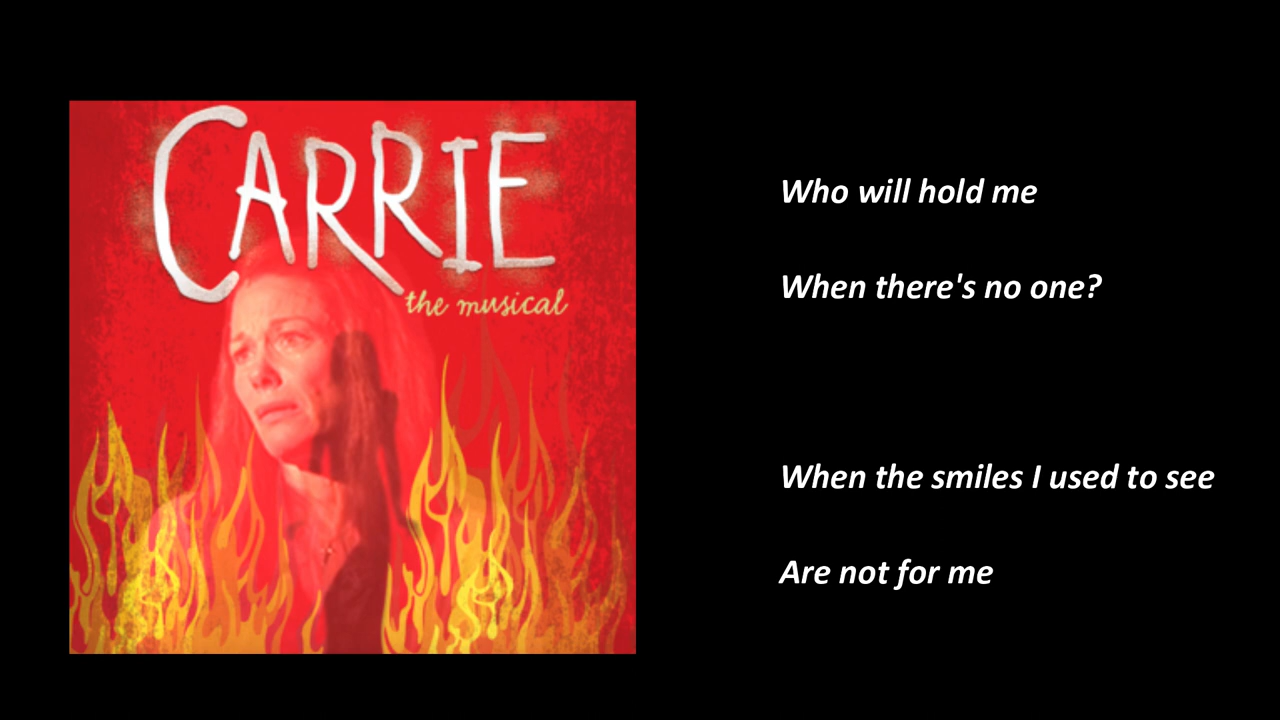 CARRIE
the musical
Who will hold me
When there's no one?
When the smiles I used to see
Are not for me